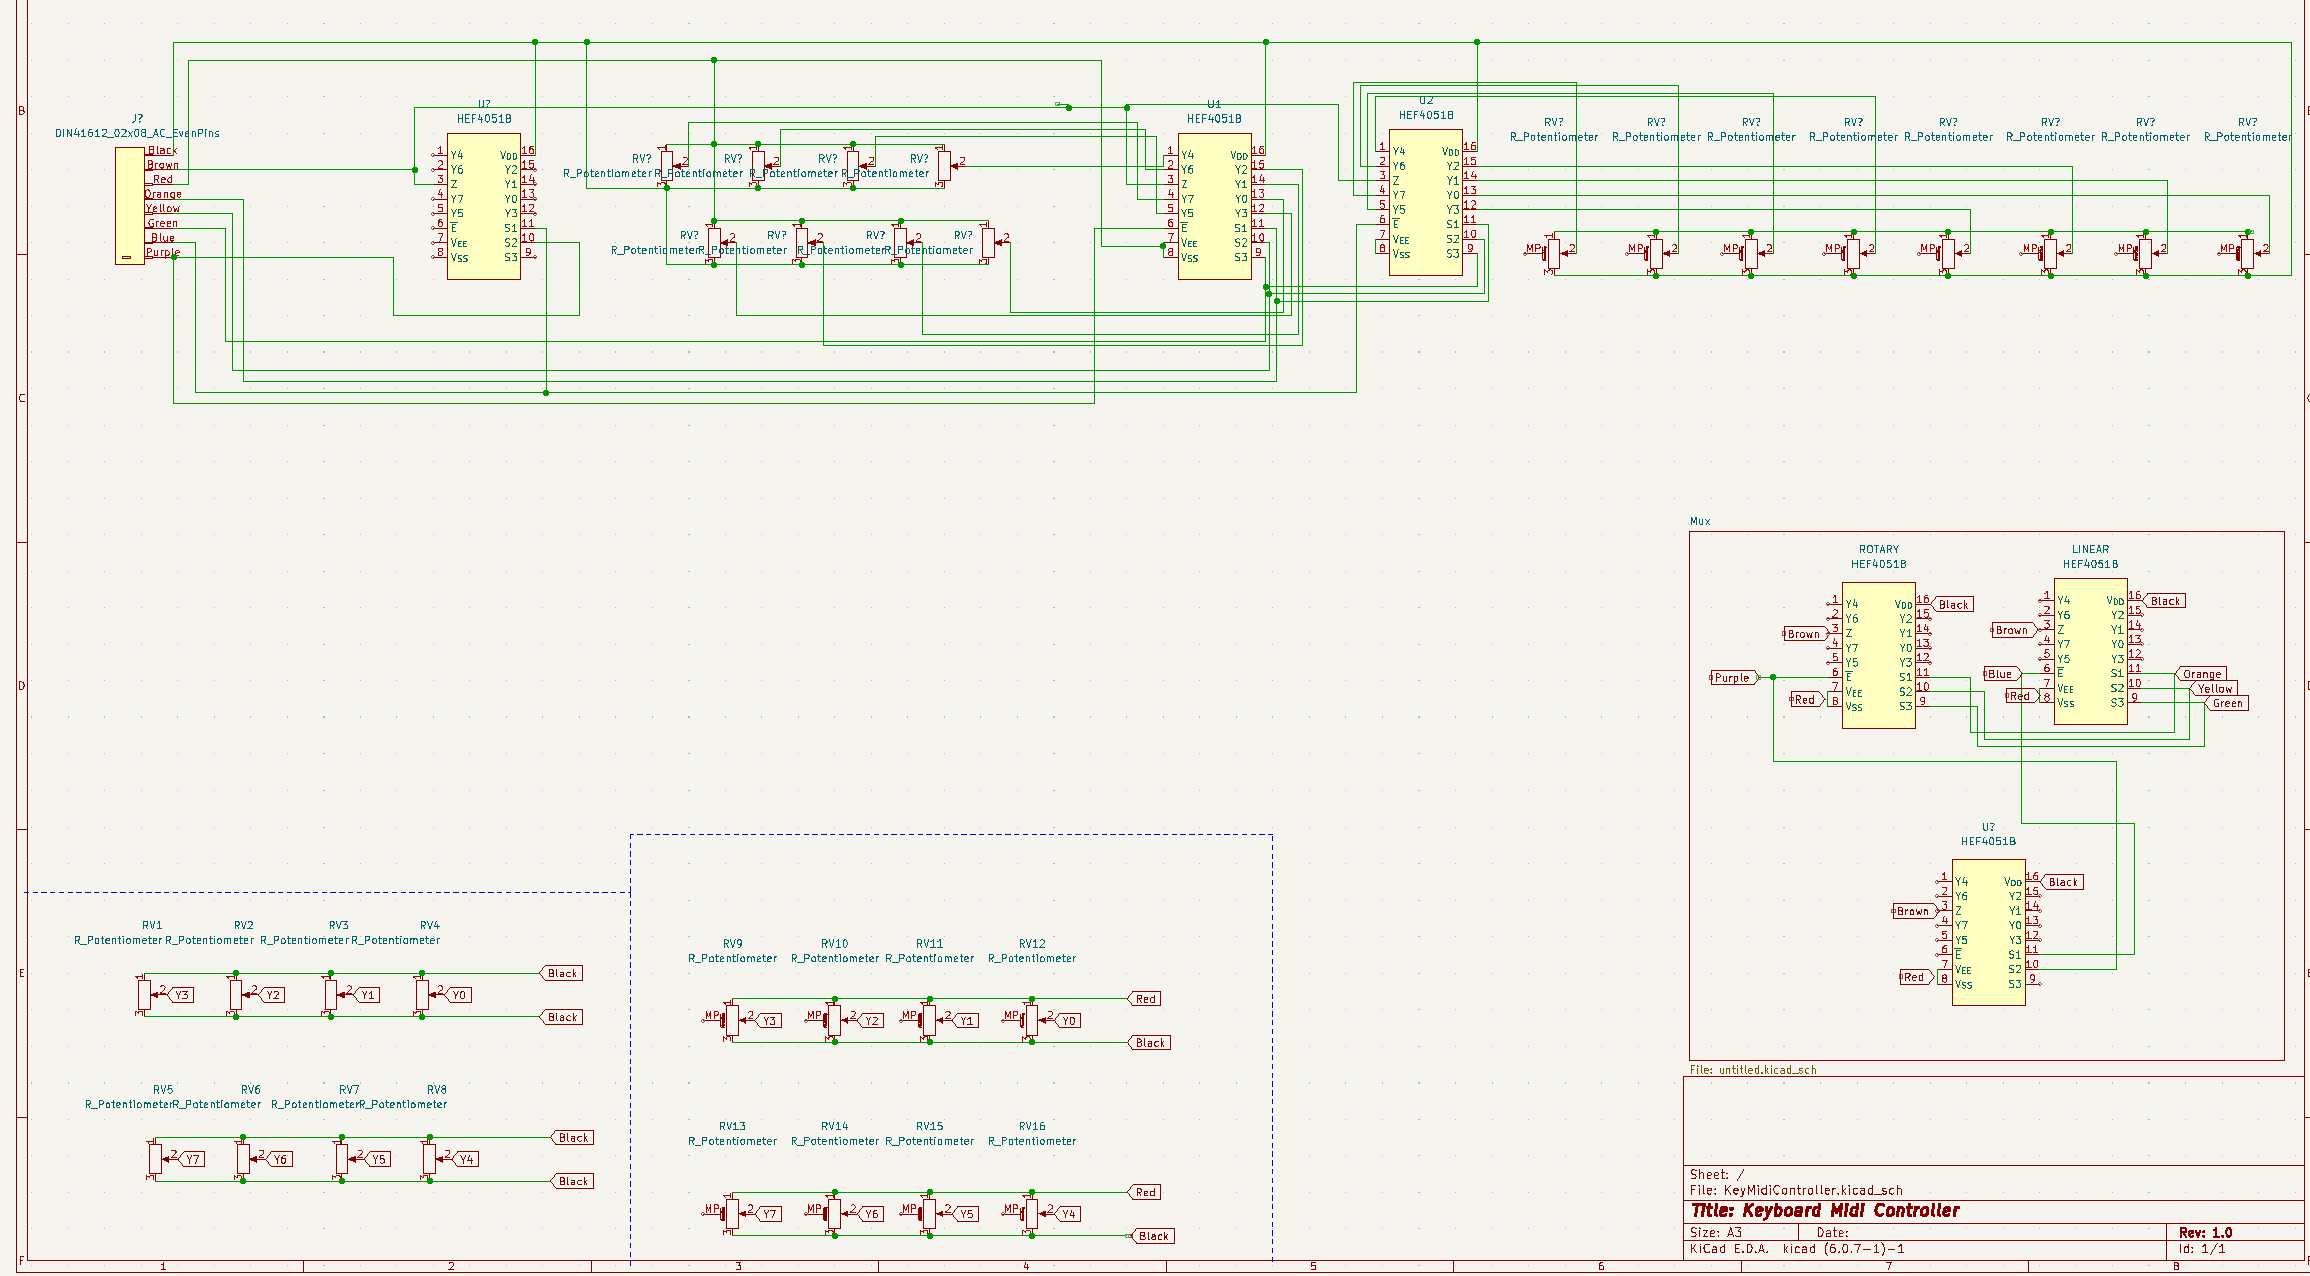 B
J?
DIN41612_02x08_AC_EvenPins
Black
Brown
Red
Orange
Yellow
Green
Blue
Purple
U?
HEF4051B
1 Y4 VDD 16
2 Y6 Y2 15
3 Z Y1 14
4 Y7 Y0 13
5 Y5 Y3 12
6 E S1 11
7 VEE S2 10
8 VSS S3 9
RV? RV? RV? RV?
R_Potentiometer R_Potentiometer R_Potentiometer R_Potentiometer
RV? RV? RV? RV?
R_Potentiometer R_Potentiometer R_Potentiometer R_Potentiometer
U1
HEF4051B
1 Y4 VDD 16
2 Y6 Y2 15
3 Z Y1 14
4 Y7 Y0 13
5 Y5 Y3 12
6 E S1 11
7 VEE S2 10
8 VSS S3 9
U2
HEF4051B
1 Y4 VDD 16
2 Y6 Y2 15
3 Z Y1 14
4 Y7 Y0 13
5 Y5 Y3 12
6 E S1 11
7 VEE S2 10
8 VSS S3 9
RV? RV? RV? RV? RV? RV? RV? RV?
R_Potentiometer R_Potentiometer R_Potentiometer R_Potentiometer R_Potentiometer R_Potentiometer R_Potentiometer R_Potentiometer
MP 2 MP 2 MP 2 MP 2 MP 2 MP 2 MP 2 MP 2
C
Mux
ROTARY
HEF4051B
1 Y4 VDD 16 Black
2 Y6 Y2 15
Brown 3 Z Y1 14
4 Y7 Y0 13
5 Y5 Y3 12
Purple 6 E S1 11
7 VEE S2 10
Red 8 VSS S3 9
LINEAR
HEF4051B
1 Y4 VDD 16 Black
2 Y6 Y2 15
Brown 3 Z Y1 14
4 Y7 Y0 13
5 Y5 Y3 12
Blue 6 E S1 11 Orange
7 VEE S2 10 Yellow
Red 8 VSS S3 9 Green
D
U?
HEF4051B
1 Y4 VDD 16 Black
2 Y6 Y2 15
Brown 3 Z Y1 14
4 Y7 Y0 13
5 Y5 Y3 12
6 E S1 11
7 VEE S2 10
Red 8 VSS S3 9
File: untitled.kicad_sch
E
RV1 RV2 RV3 RV4
R_Potentiometer R_Potentiometer R_Potentiometer R_Potentiometer
Black
2 Y3 2 Y2 2 Y1 2 Y0
Black
RV5 RV6 RV7 RV8
R_Potentiometer R_Potentiometer R_Potentiometer R_Potentiometer
Black
2 Y7 2 Y6 2 Y5 2 Y4
Black
RV9 RV10 RV11 RV12
R_Potentiometer R_Potentiometer R_Potentiometer R_Potentiometer
Red
MP 2 Y3 MP 2 Y2 MP 2 Y1 MP 2 Y0
Black
RV13 RV14 RV15 RV16
R_Potentiometer R_Potentiometer R_Potentiometer R_Potentiometer
Red
MP 2 Y7 MP 2 Y6 MP 2 Y5 MP 2 Y4
Black
Sheet: /
File: KeyMidiController.kicad_sch
Title: Keyboard Midi Controller
Size: A3 Date: Rev: 1.0
KiCad E.D.A. kicad (6.0.7-1)-1 Id: 1/1
F
1 2 3 4 5 6 7 8